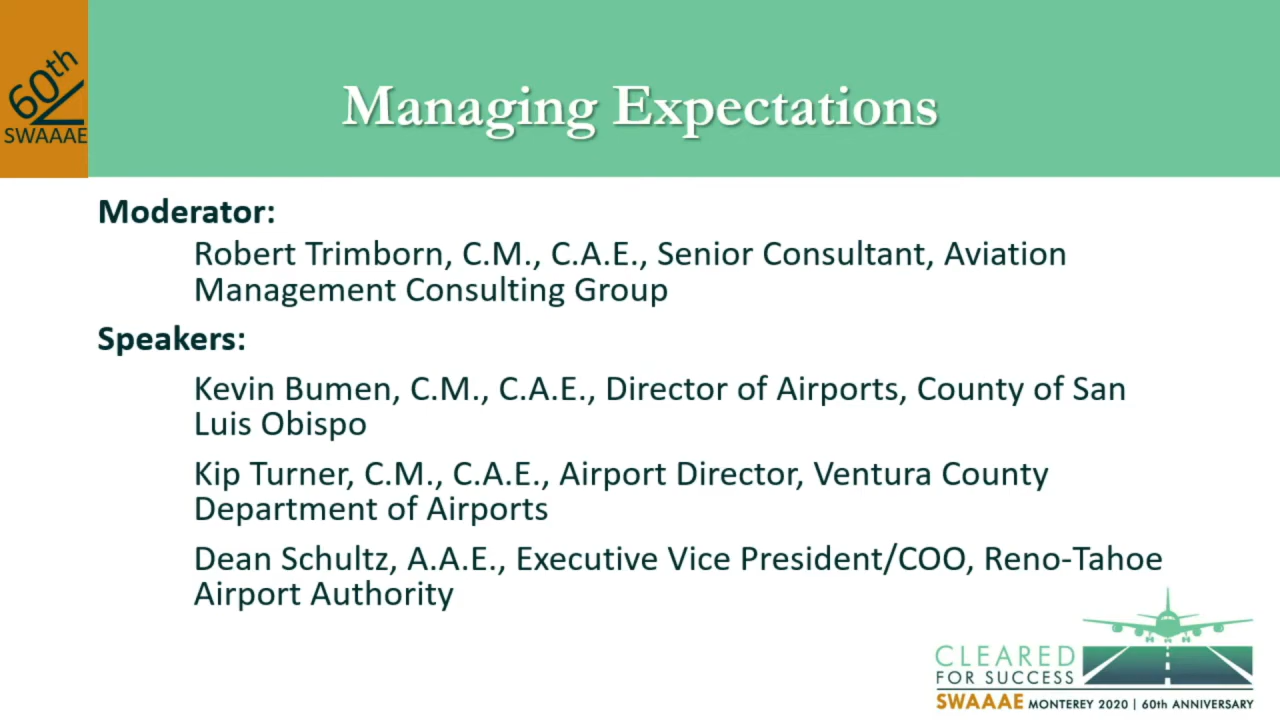 60th
SWAAAE
Managing Expectations
Moderator:
Robert Trimborn, C.M., C.A.E., Senior Consultant, Aviation
Management Consulting Group
Speakers:
Kevin Bumen, C.M., C.A.E., Director of Airports, County of San
Luis Obispo
Kip Turner, C.M., C.A.E., Airport Director, Ventura County
Department of Airports
Dean Schultz, A.A.E., Executive Vice President/COO, Reno-Tahoe
Airport Authority
CLEARED
FOR SUCCESS
SWAAAE MONTEREY 2020 | 60th ANNIVERSARY